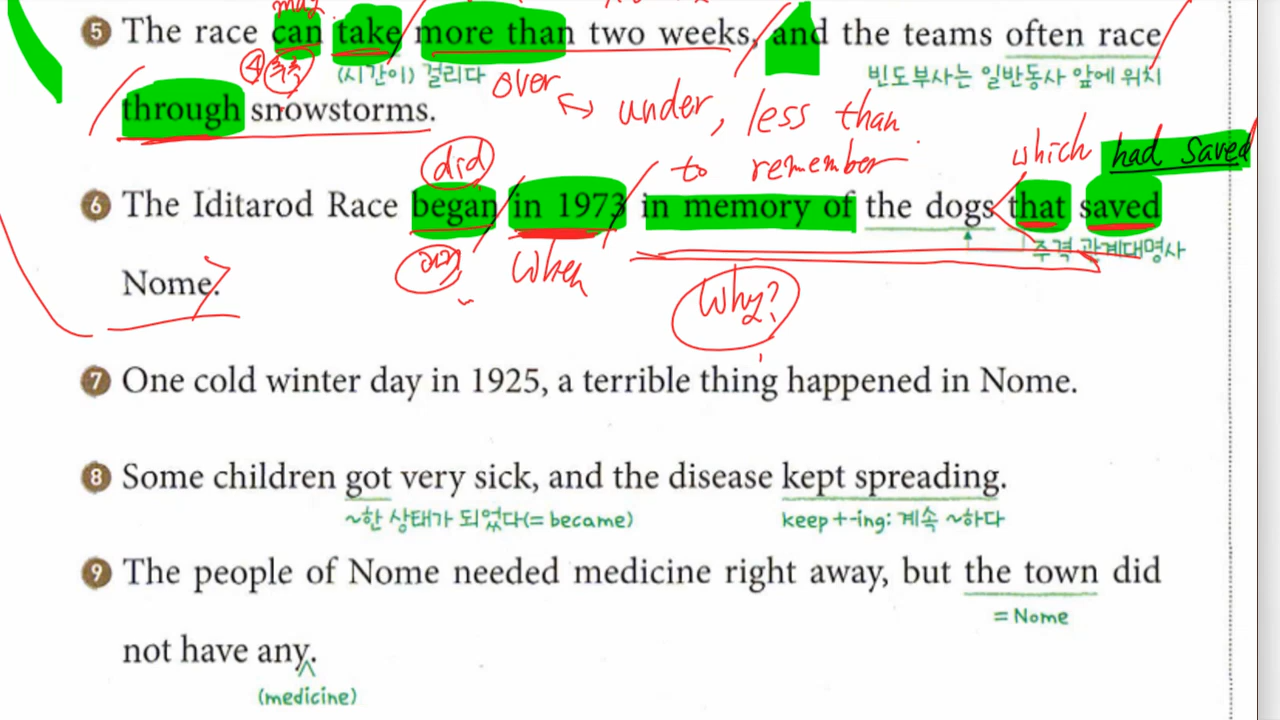 may
⑤ The race can take more than two weeks, and the teams often race
④ 추측 (시간이) 걸리다 over ↔ under, less than 빈도부사는 일반동사 앞에 위치
through snowstorms.
did to remember which had saved
⑥ The Iditarod Race began in 1973 in memory of the dogs that saved
when Why? 주격 관계대명사
Nome.
⑦ One cold winter day in 1925, a terrible thing happened in Nome.
⑧ Some children got very sick, and the disease kept spreading.
~한 상태가 되었다(= became) keep+-ing: 계속 ~하다
⑨ The people of Nome needed medicine right away, but the town did
= Nome
not have any.
(medicine)